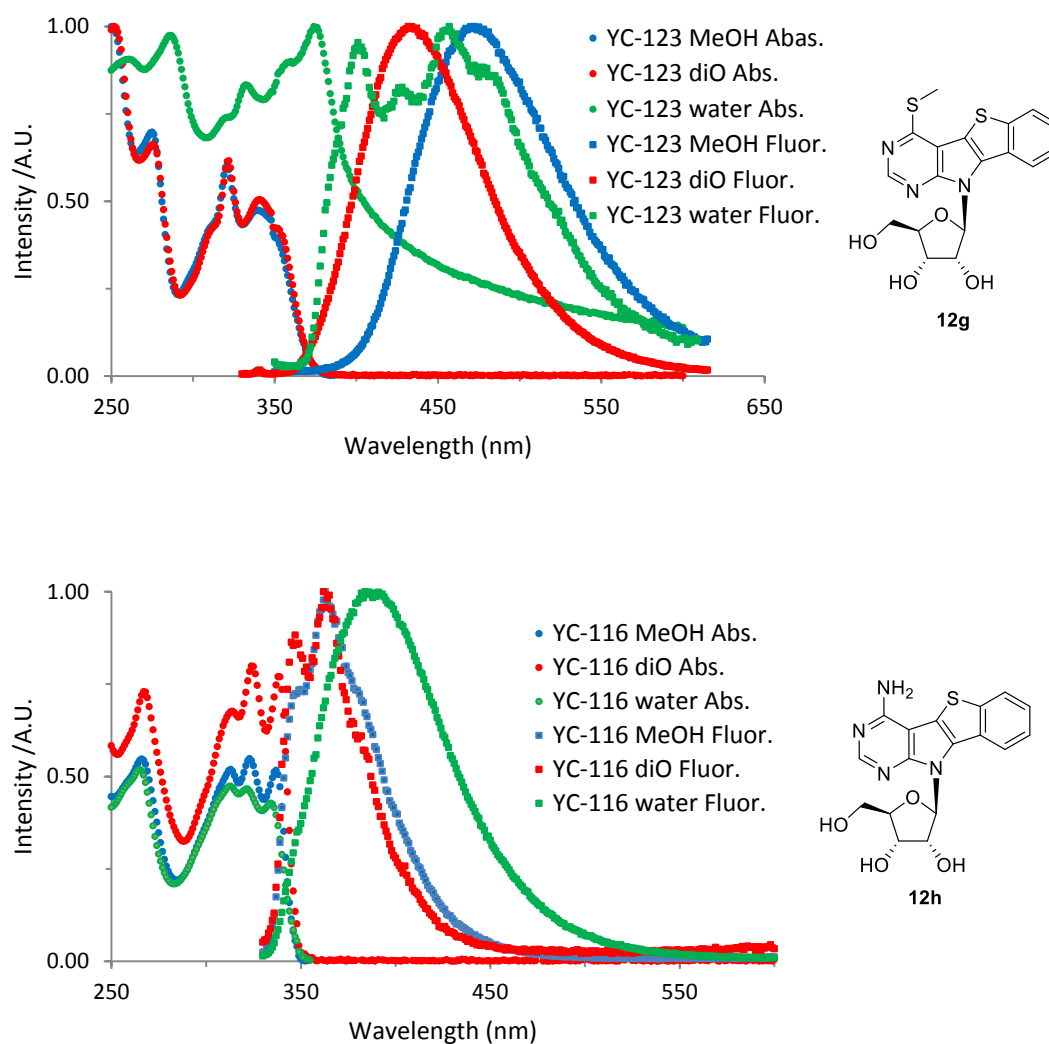 1.00
0.50
0.00
Intensity /A.U.
250
350
450
550
650
Wavelength (nm)
YC-123 MeOH Abas.
YC-123 diO Abs.
YC-123 water Abs.
YC-123 MeOH Fluor.
YC-123 diO Fluor.
YC-123 water Fluor.
S
S
N
N
N
O
HO
HO
OH
12g
1.00
0.50
0.00
Intensity /A.U.
250
350
450
550
Wavelength (nm)
YC-116 MeOH Abs.
YC-116 diO Abs.
YC-116 water Abs.
YC-116 MeOH Fluor.
YC-116 diO Fluor.
YC-116 water Fluor.
NH2
S
N
N
N
O
HO
HO
OH
12h